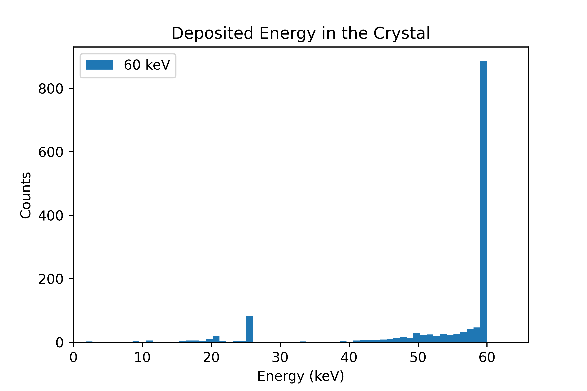 Deposited Energy in the Crystal
60 keV
800
600
400
200
0
Counts
0 10 20 30 40 50 60
Energy (keV)